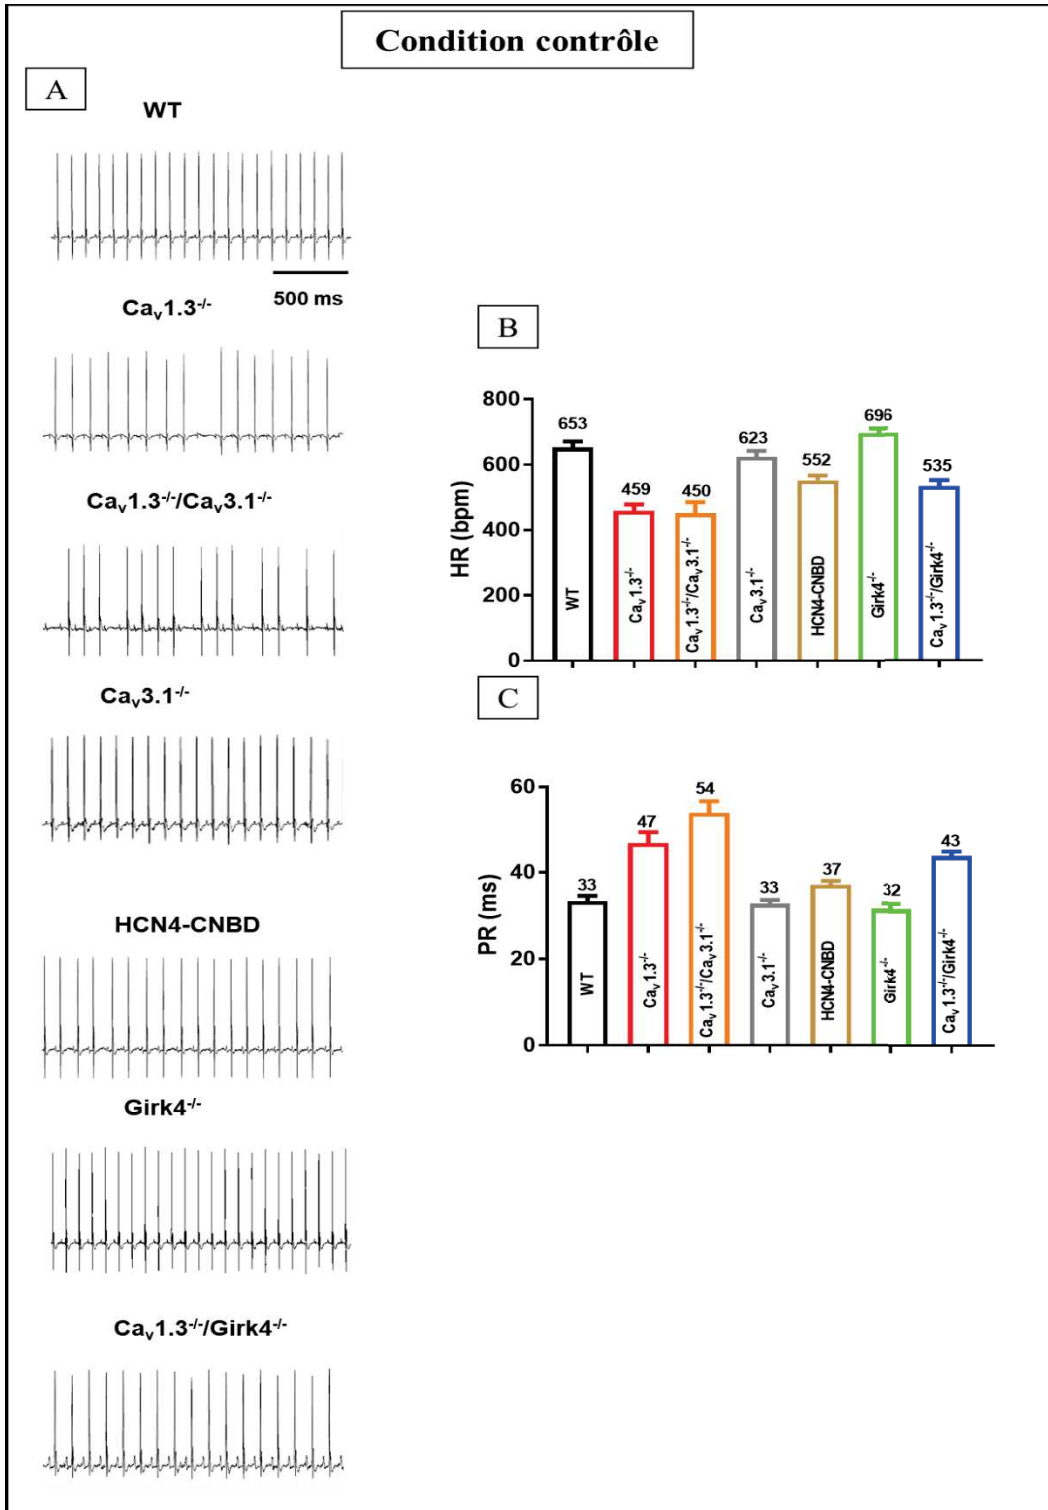 Condition contrôle
A
WT
500 ms
Cav1.3-/-
Cav1.3-/-/Cav3.1-/-
Cav3.1-/-
HCN4-CNBD
Girk4-/-
Cav1.3-/-/Girk4-/-
B
HR (bpm)
800
600
400
200
0
653
459
450
623
552
696
535
WT
Cav1.3-/-
Cav1.3-/-/Cav3.1-/-
Cav3.1-/-
HCN4-CNBD
Girk4-/-
Cav1.3-/-/Girk4-/-
C
PR (ms)
60
40
20
0
33
47
54
33
37
32
43
WT
Cav1.3-/-
Cav1.3-/-/Cav3.1-/-
Cav3.1-/-
HCN4-CNBD
Girk4-/-
Cav1.3-/-/Girk4-/-